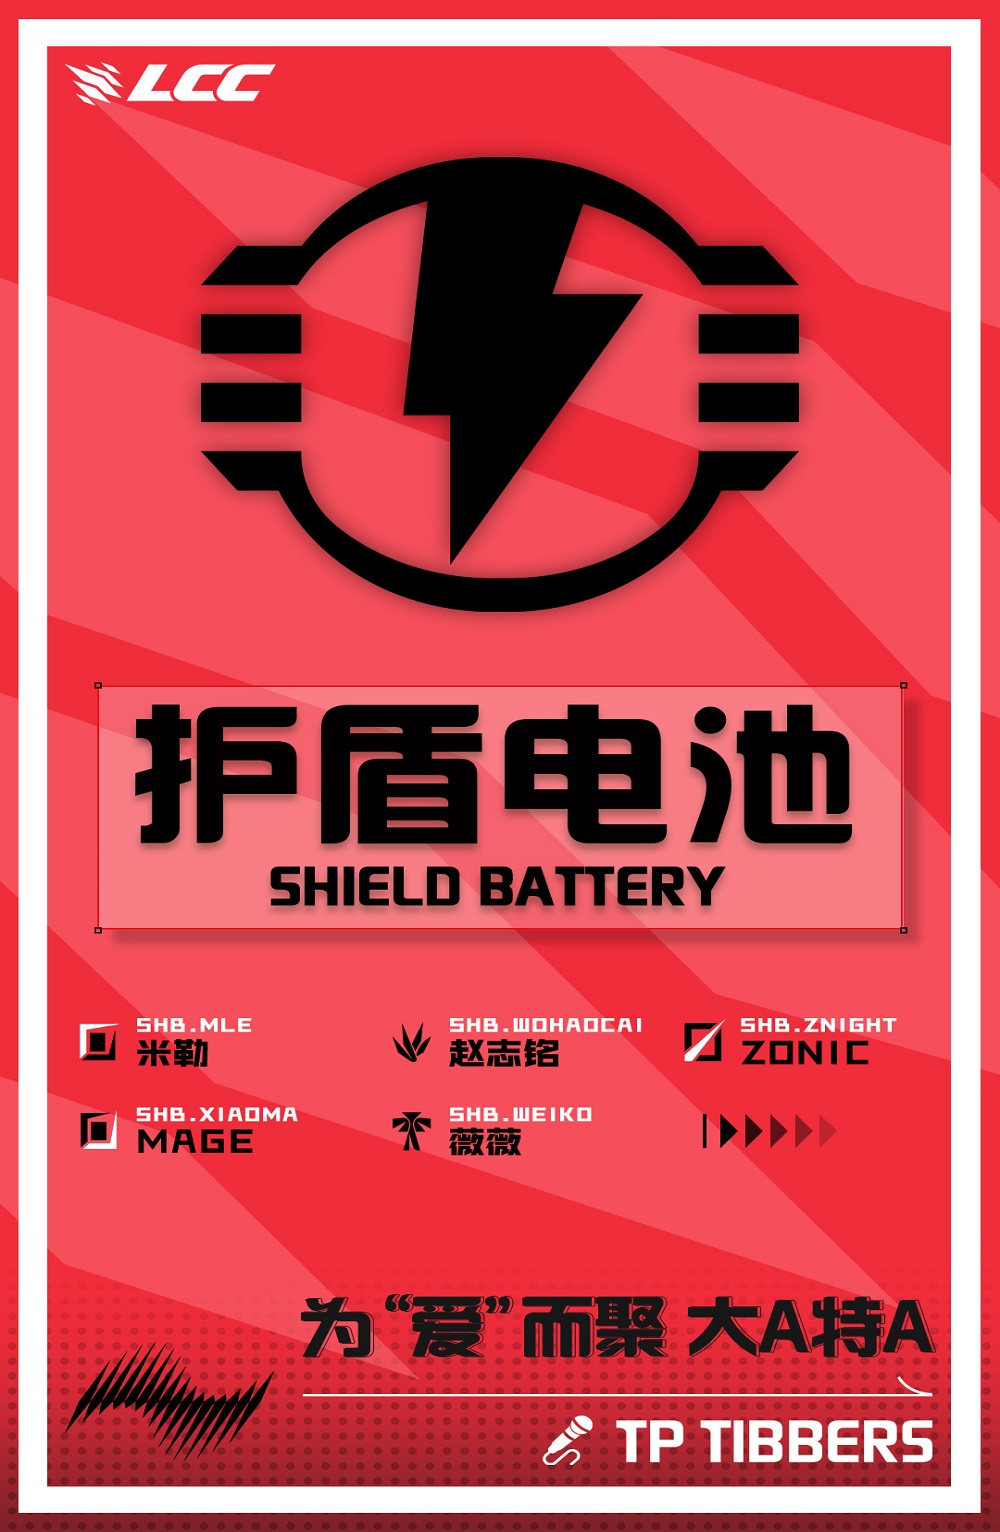 LCC
护盾电池
SHIELD BATTERY
SHB.MLE
米勒
SHB.WOHAOCAI
赵志铭
SHB.ZNIGHT
ZONIC
SHB.XIAOMA
MAGE
SHB.WEIKO
薇薇
为“爱”而聚 大A特A
TP TIBBERS